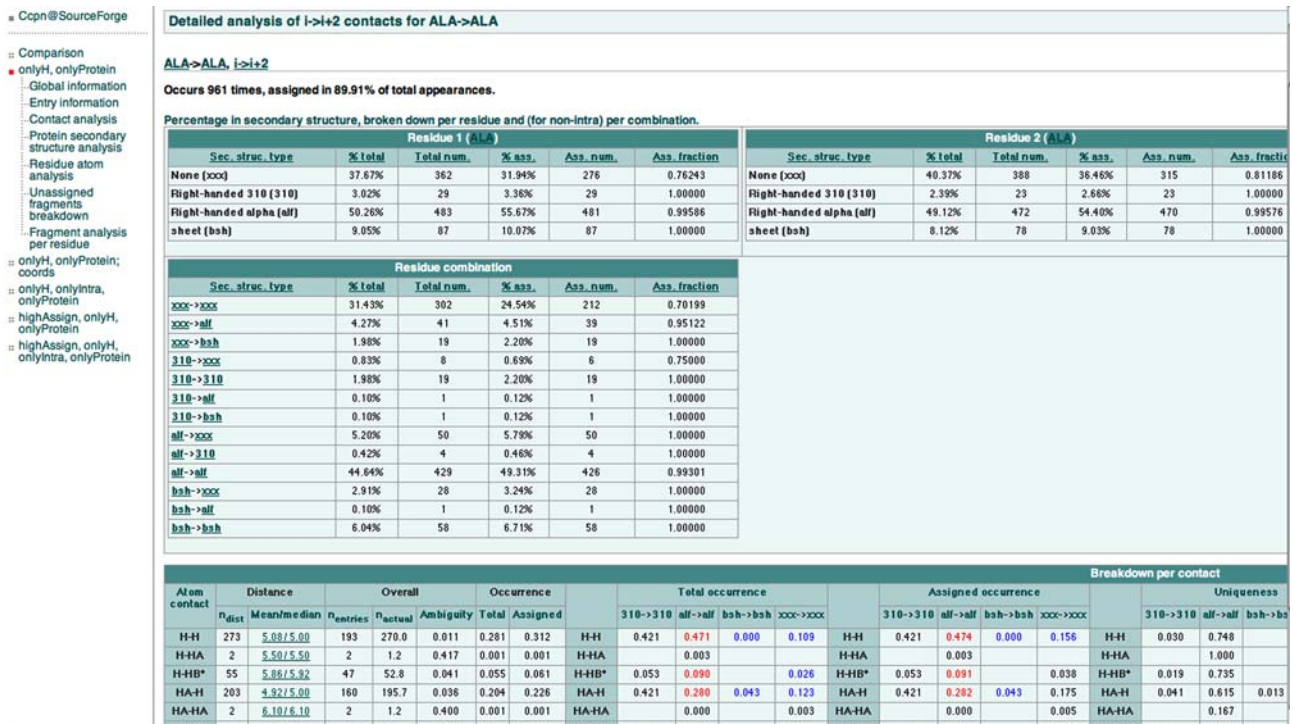 Ccpn@SourceForge
Comparison
onlyH, onlyProtein
Global information
Entry information
Contact analysis
Protein secondary
structure analysis
Residue atom
analysis
Unassigned
fragments
breakdown
Fragment analysis
per residue
onlyH, onlyProtein;
coords
onlyH, onlyIntra,
onlyProtein
highAssign, onlyH,
onlyProtein
highAssign, onlyH,
onlyIntra, onlyProtein
Detailed analysis of i->i+2 contacts for ALA->ALA
ALA->ALA, i->i+2
Occurs 961 times, assigned in 89.91% of total appearances.
Percentage in secondary structure, broken down per residue and (for non-intra) per combination.
Residue 1 (ALA)
Sec. struc. type % total Total num. % ass. Ass. num. Ass. fraction
None (xxx) 37.67% 362 31.94% 276 0.76243
Right-handed 310 (310) 3.02% 29 3.36% 29 1.00000
Right-handed alpha (alf) 50.26% 483 55.67% 481 0.99586
sheet (bsh) 9.05% 87 10.07% 87 1.00000
Residue 2 (ALA)
Sec. struc. type % total Total num. % ass. Ass. num. Ass. fractio
None (xxx) 40.37% 388 36.46% 315 0.81186
Right-handed 310 (310) 2.39% 23 2.66% 23 1.00000
Right-handed alpha (alf) 49.12% 472 54.40% 470 0.99576
sheet (bsh) 8.12% 78 9.03% 78 1.00000
Residue combination
Sec. struc. type % total Total num. % ass. Ass. num. Ass. fraction
xxx->xxx 31.43% 302 24.54% 212 0.70199
xxx->alf 4.27% 41 4.51% 39 0.95122
xxx->bsh 1.98% 19 2.20% 19 1.00000
310->xxx 0.83% 8 0.69% 6 0.75000
310->310 1.98% 19 2.20% 19 1.00000
310->alf 0.10% 1 0.12% 1 1.00000
310->bsh 0.10% 1 0.12% 1 1.00000
alf->xxx 5.20% 50 5.79% 50 1.00000
alf->310 0.42% 4 0.46% 4 1.00000
alf->alf 44.64% 429 49.31% 426 0.99301
bsh->xxx 2.91% 28 3.24% 28 1.00000
bsh->alf 0.10% 1 0.12% 1 1.00000
bsh->bsh 6.04% 58 6.71% 58 1.00000
Breakdown per contact
Atom contact Distance Overall Occurrence Total occurrence Assigned occurrence Uniqueness
ndist Mean/median nentries nactual Ambiguity Total Assigned 310->310 alf->alf bsh->bsh xxx->xxx 310->310 alf->alf bsh->bsh xxx->xxx 310->310 alf->alf bsh->bs
H-H 273 5.08/5.00 193 270.0 0.011 0.281 0.312 H-H 0.421 0.471 0.000 0.109 H-H 0.421 0.474 0.000 0.156 H-H 0.030 0.748
H-HA 2 5.50/5.50 2 1.2 0.417 0.001 0.001 H-HA 0.003 H-HA 0.003 H-HA 1.000
H-HB* 55 5.86/5.92 47 52.8 0.041 0.055 0.061 H-HB* 0.053 0.090 0.026 H-HB* 0.053 0.091 0.038 H-HB* 0.019 0.735
HA-H 203 4.92/5.00 160 195.7 0.036 0.204 0.226 HA-H 0.421 0.280 0.043 0.123 HA-H 0.421 0.282 0.043 0.175 HA-H 0.041 0.615 0.013
HA-HA 2 6.10/6.10 2 1.2 0.400 0.001 0.001 HA-HA 0.000 0.003 HA-HA 0.000 0.005 HA-HA 0.167